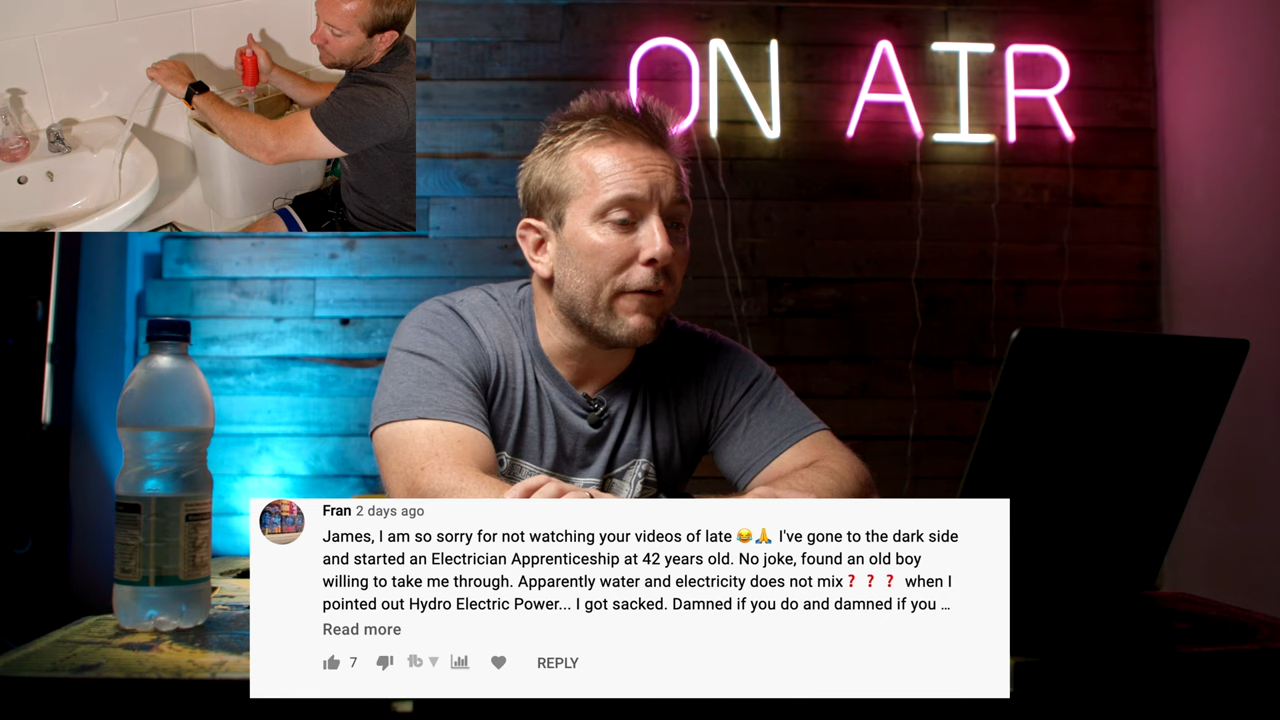 ON AIR
Fran 2 days ago
James, I am so sorry for not watching your videos of late 😂🙏 I've gone to the dark side
and started an Electrician Apprenticeship at 42 years old. No joke, found an old boy
willing to take me through. Apparently water and electricity does not mix❓❓❓ when I
pointed out Hydro Electric Power... I got sacked. Damned if you do and damned if you ...
Read more
7
REPLY